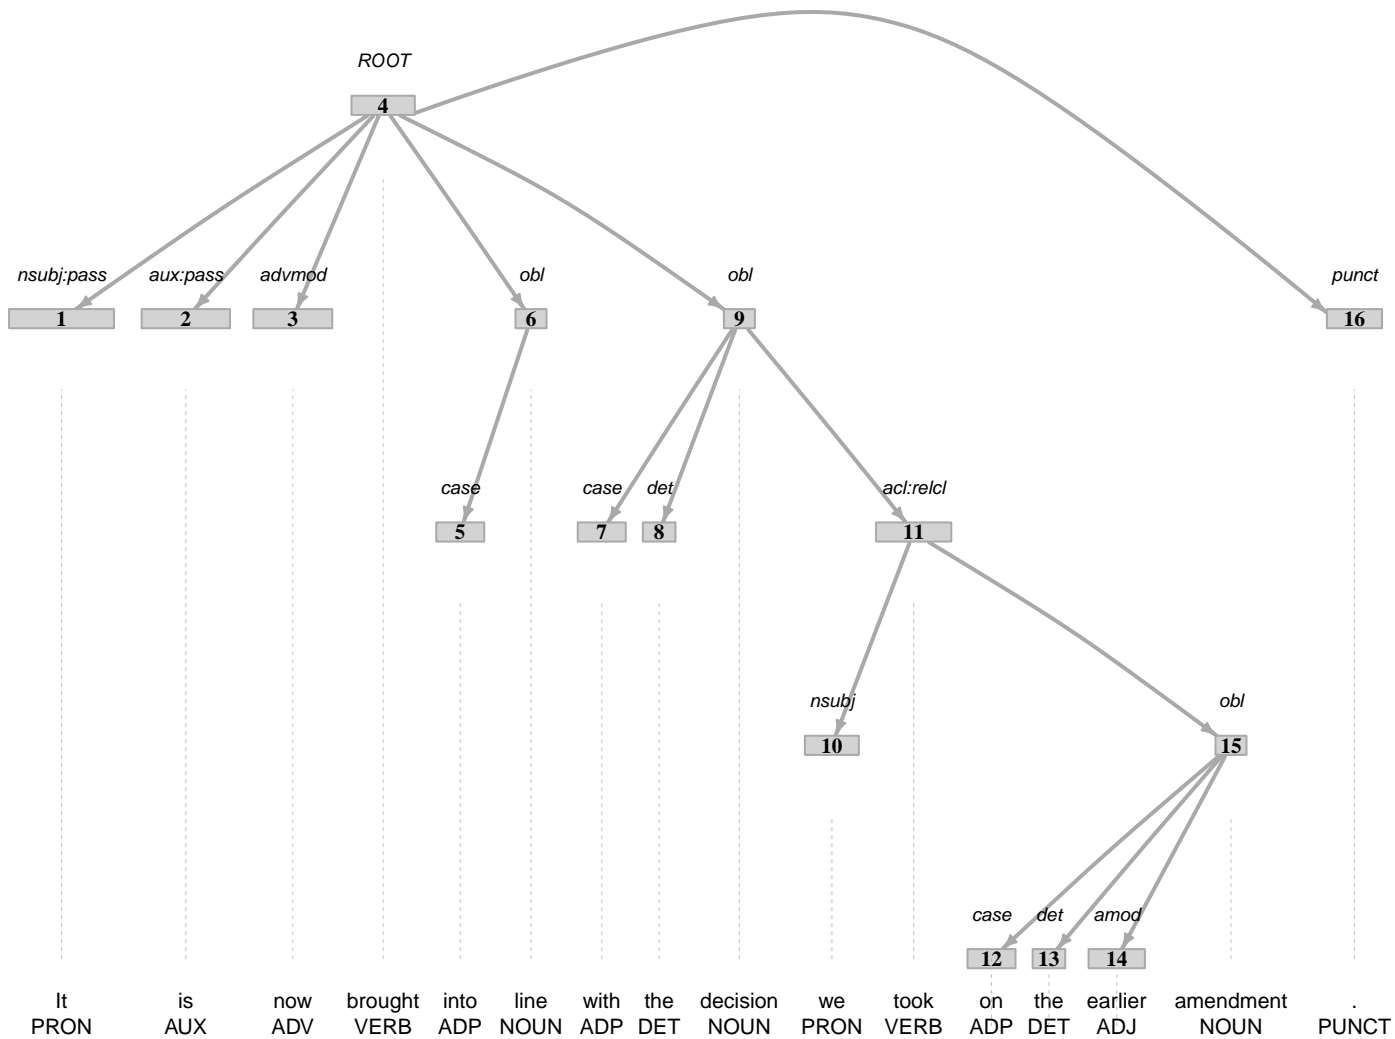 ROOT
4
nsubj:pass aux:pass advmod obl obl punct
1 2 3 6 9 16
case case det acl:relcl
5 7 8 11
nsubj obl
10 15
case det amod
12 13 14
It is now brought into line with the decision we took on the earlier amendment .
PRON AUX ADV VERB ADP NOUN ADP DET NOUN PRON VERB ADP DET ADJ NOUN PUNCT